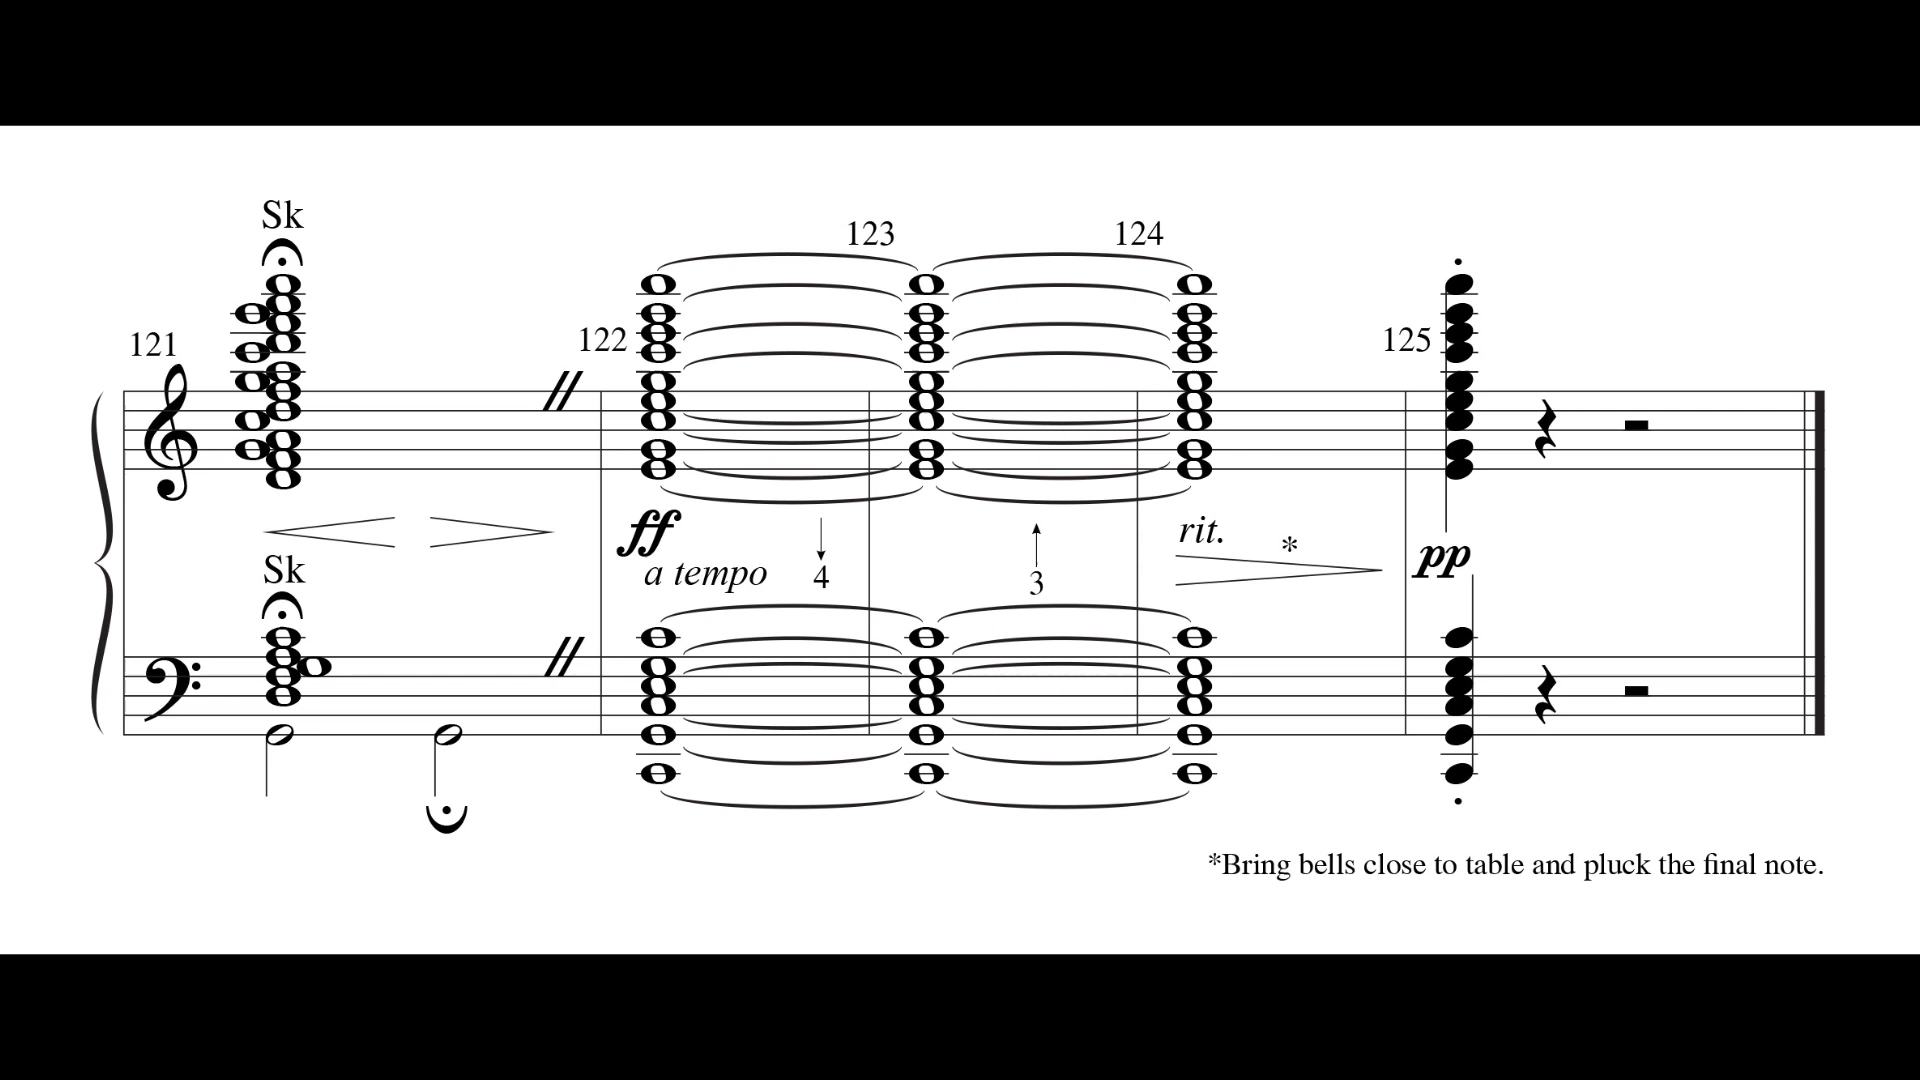 Sk
123
124
121
122
125
ff
rit.
*
a tempo
4
3
pp
Sk
*Bring bells close to table and pluck the final note.